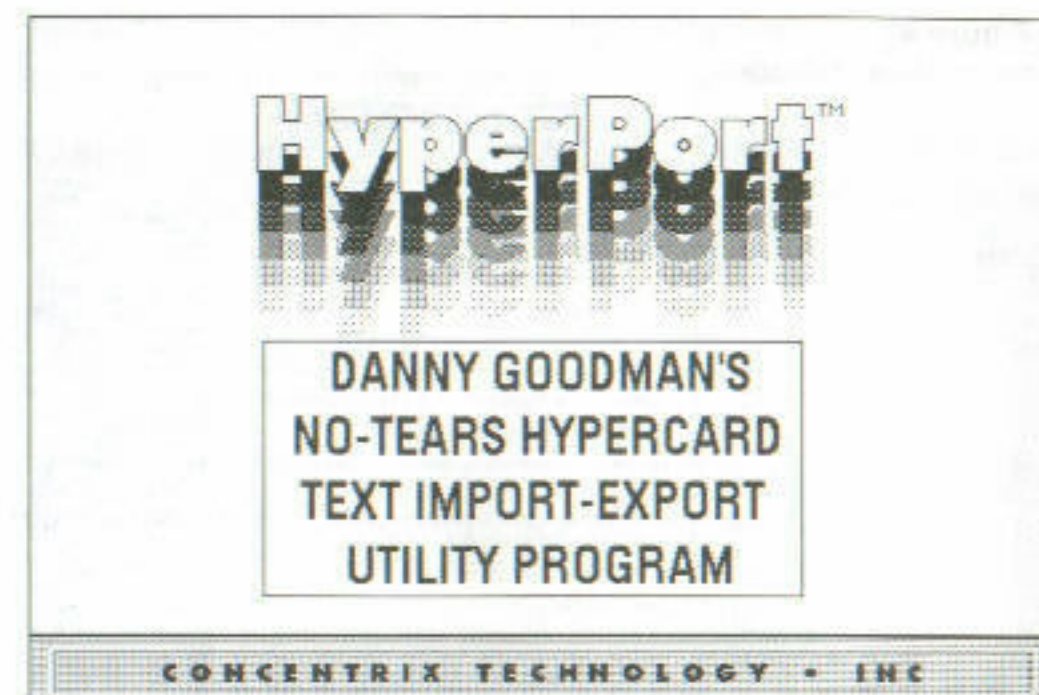 HyperPort™
DANNY GOODMAN'S
NO-TEARS HYPERCARD
TEXT IMPORT-EXPORT
UTILITY PROGRAM
CONCENTRIX TECHNOLOGY • INC